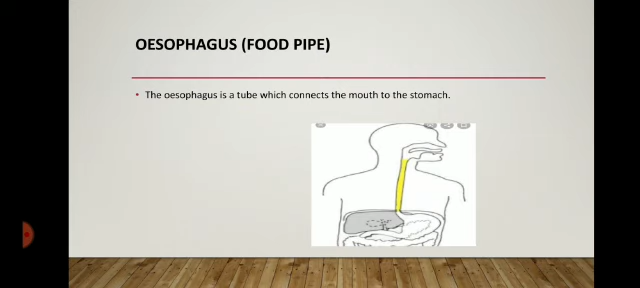 OESOPHAGUS (FOOD PIPE)
• The oesophagus is a tube which connects the mouth to the stomach.